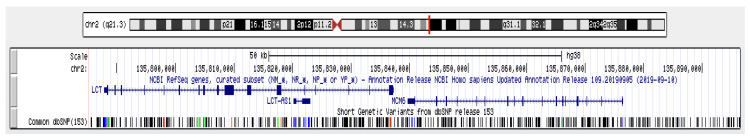 chr2 (q21.3) p21 16.1 15 14 2p12 p11.2 13 14.3 q31.1 32.1 2q34 2q35
Scale 50 kb hg38
chr2: 135,800,000 135,810,000 135,820,000 135,830,000 135,840,000 135,850,000 135,860,000 135,870,000 135,880,000 135,890,000
NCBI RefSeq genes, curated subset (NM_*, NR_*, NP_* or YP_*) - Annotation Release NCBI Homo sapiens Updated Annotation Release 109.20190905 (2019-09-10)
LCT
LCT-AS1 MCM6
Short Genetic Variants from dbSNP release 153
Common dbSNP(153)